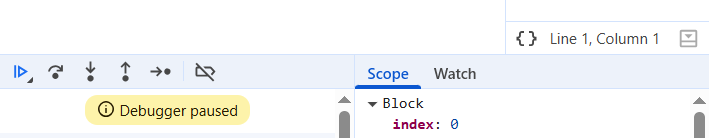 {} Line 1, Column 1
Scope Watch
Debugger paused
Block
index: 0